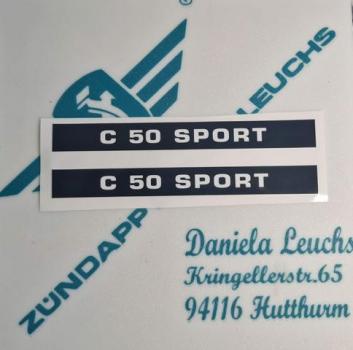 ®
ZÜNDAPP LEUCHS
C 50 SPORT
C 50 SPORT
Daniela Leuchs
Kringellerstr.65
94116 Hutthurm